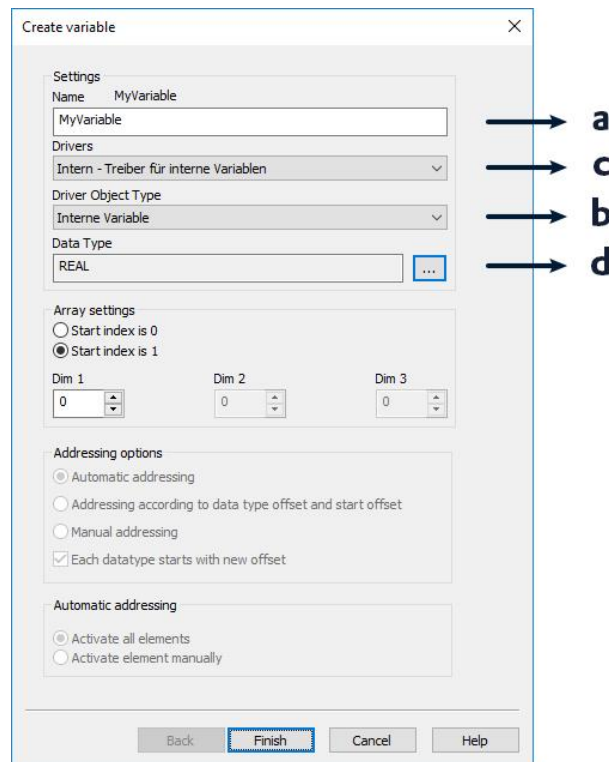 Create variable
Settings
Name MyVariable
MyVariable
a
Drivers
Intern - Treiber für interne Variablen
c
Driver Object Type
Interne Variable
b
Data Type
REAL ...
d
Array settings
Start index is 0
Start index is 1
Dim 1 Dim 2 Dim 3
0 0 0
Addressing options
Automatic addressing
Addressing according to data type offset and start offset
Manual addressing
Each datatype starts with new offset
Automatic addressing
Activate all elements
Activate element manually
Back Finish Cancel Help